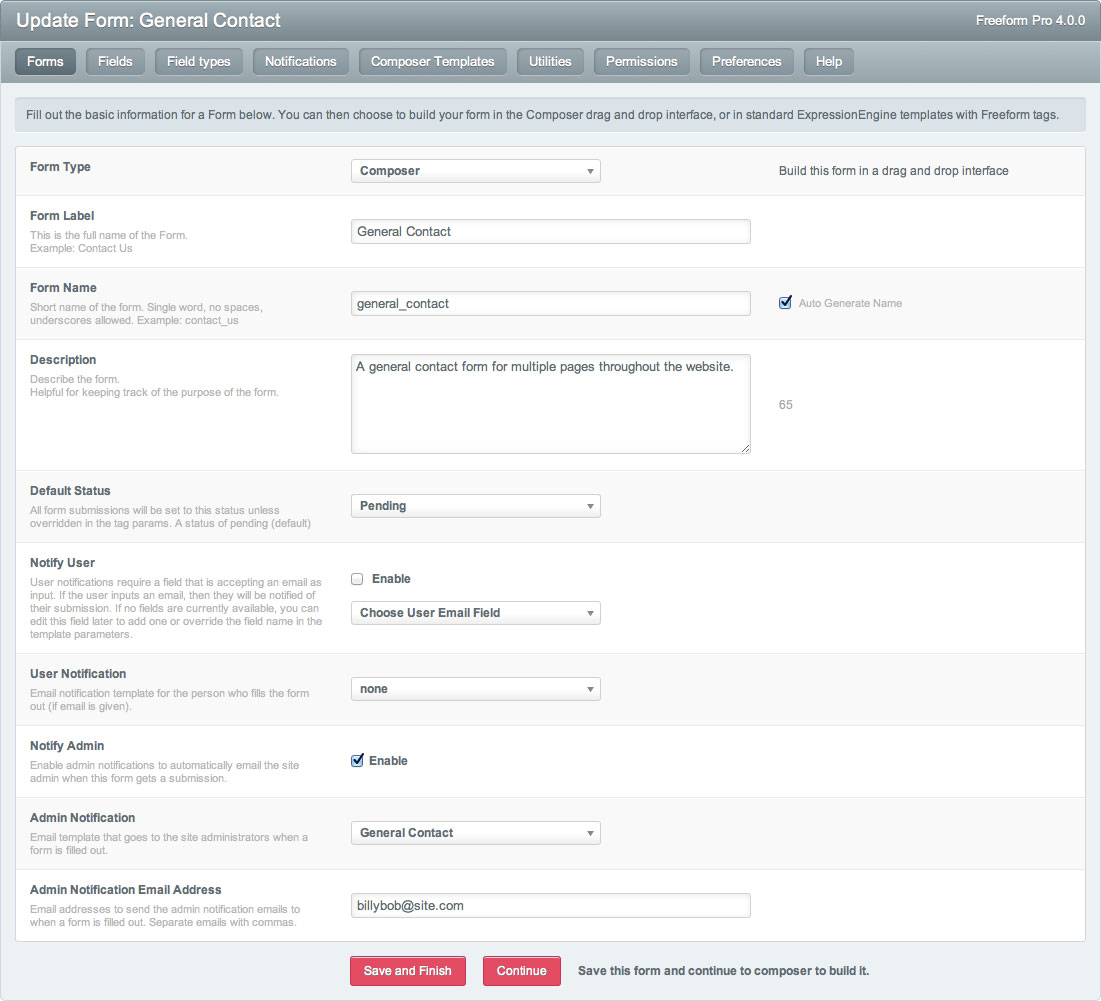 Update Form: General Contact
Freeform Pro 4.0.0
Forms
Fields
Field types
Notifications
Composer Templates
Utilities
Permissions
Preferences
Help
Fill out the basic information for a Form below. You can then choose to build your form in the Composer drag and drop interface, or in standard ExpressionEngine templates with Freeform tags.
Form Type
Composer
Build this form in a drag and drop interface
Form Label
This is the full name of the Form.
Example: Contact Us
General Contact
Form Name
Short name of the form. Single word, no spaces,
underscores allowed. Example: contact_us
general_contact
Auto Generate Name
Description
Describe the form.
Helpful for keeping track of the purpose of the form.
A general contact form for multiple pages throughout the website.
65
Default Status
All form submissions will be set to this status unless
overridden in the tag params. A status of pending (default)
Pending
Notify User
User notifications require a field that is accepting an email as
input. If the user inputs an email, then they will be notified of
their submission. If no fields are currently available, you can
edit this field later to add one or override the field name in the
template parameters.
Enable
Choose User Email Field
User Notification
Email notification template for the person who fills the form
out (if email is given).
none
Notify Admin
Enable admin notifications to automatically email the site
admin when this form gets a submission.
Enable
Admin Notification
Email template that goes to the site administrators when a
form is filled out.
General Contact
Admin Notification Email Address
Email addresses to send the admin notification emails to
when a form is filled out. Separate emails with commas.
billybob@site.com
Save and Finish
Continue
Save this form and continue to composer to build it.